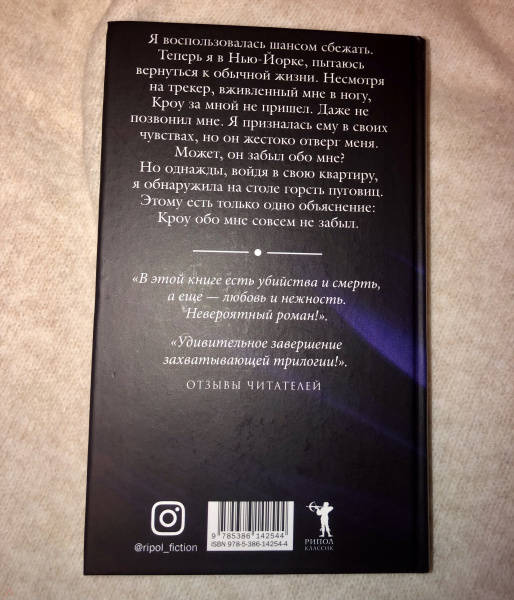 Я воспользовалась шансом сбежать.
Теперь я в Нью-Йорке, пытаюсь
вернуться к обычной жизни. Несмотря
на трекер, вживленный мне в ногу,
Кроу за мной не пришел. Даже не
позвонил мне. Я призналась ему в своих
чувствах, но он жестоко отверг меня.
Может, он забыл обо мне?
Но однажды, войдя в свою квартиру,
я обнаружила на столе горсть пуговиц.
Этому есть только одно объяснение:
Кроу обо мне совсем не забыл.
«В этой книге есть убийства и смерть,
а еще — любовь и нежность.
Невероятный роман!».
«Удивительное завершение
захватывающей трилогии!».
ОТЗЫВЫ ЧИТАТЕЛЕЙ
@ripol_fiction
9 785386 142544
ISBN 978-5-386-14254-4
РИПОЛ
КЛАССИК